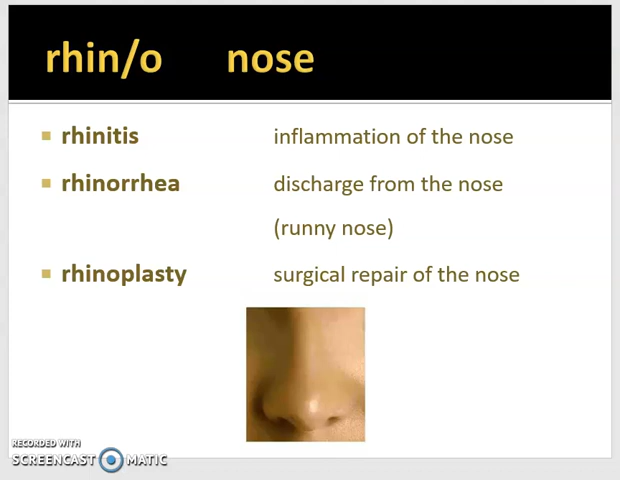 rhin/o nose
rhinitis inflammation of the nose
rhinorrhea discharge from the nose
(runny nose)
rhinoplasty surgical repair of the nose
RECORDED WITH
SCREENCAST MATIC